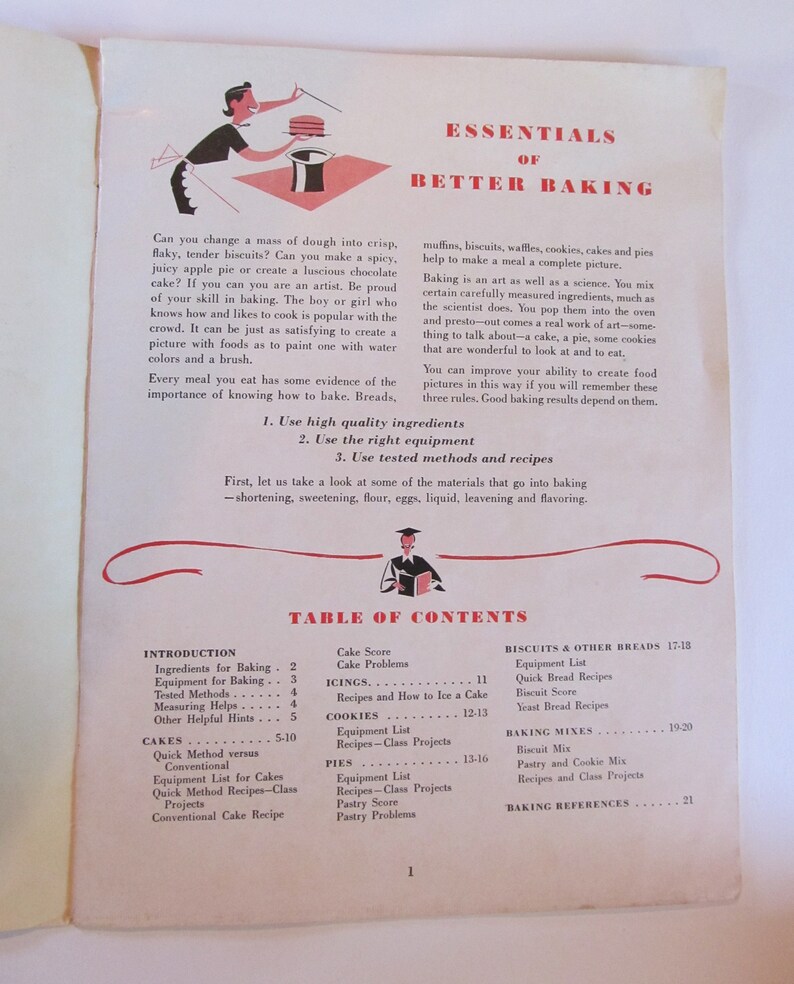 ESSENTIALS
OF
BETTER BAKING
Can you change a mass of dough into crisp,
flaky, tender biscuits? Can you make a spicy,
juicy apple pie or create a luscious chocolate
cake? If you can you are an artist. Be proud
of your skill in baking. The boy or girl who
knows how and likes to cook is popular with the
crowd. It can be just as satisfying to create a
picture with foods as to paint one with water
colors and a brush.
Every meal you eat has some evidence of the
importance of knowing how to bake. Breads,
muffins, biscuits, waffles, cookies, cakes and pies
help to make a meal a complete picture.
Baking is an art as well as a science. You mix
certain carefully measured ingredients, much as
the scientist does. You pop them into the oven
and presto—out comes a real work of art—some-
thing to talk about—a cake, a pie, some cookies
that are wonderful to look at and to eat.
You can improve your ability to create food
pictures in this way if you will remember these
three rules. Good baking results depend on them.
1. Use high quality ingredients
2. Use the right equipment
3. Use tested methods and recipes
First, let us take a look at some of the materials that go into baking
—shortening, sweetening, flour, eggs, liquid, leavening and flavoring.
TABLE OF CONTENTS
INTRODUCTION
Ingredients for Baking . 2
Equipment for Baking . . 3
Tested Methods . . . . . . 4
Measuring Helps . . . . . 4
Other Helpful Hints . . . 5
CAKES . . . . . . . . . . 5-10
Quick Method versus
Conventional
Equipment List for Cakes
Quick Method Recipes—Class
Projects
Conventional Cake Recipe
Cake Score
Cake Problems
ICINGS. . . . . . . . . . . . . 11
Recipes and How to Ice a Cake
COOKIES . . . . . . . . . 12-13
Equipment List
Recipes—Class Projects
PIES . . . . . . . . . . . . 13-16
Equipment List
Recipes—Class Projects
Pastry Score
Pastry Problems
BISCUITS & OTHER BREADS 17-18
Equipment List
Quick Bread Recipes
Biscuit Score
Yeast Bread Recipes
BAKING MIXES . . . . . . . . . 19-20
Biscuit Mix
Pastry and Cookie Mix
Recipes and Class Projects
BAKING REFERENCES . . . . . . 21
1